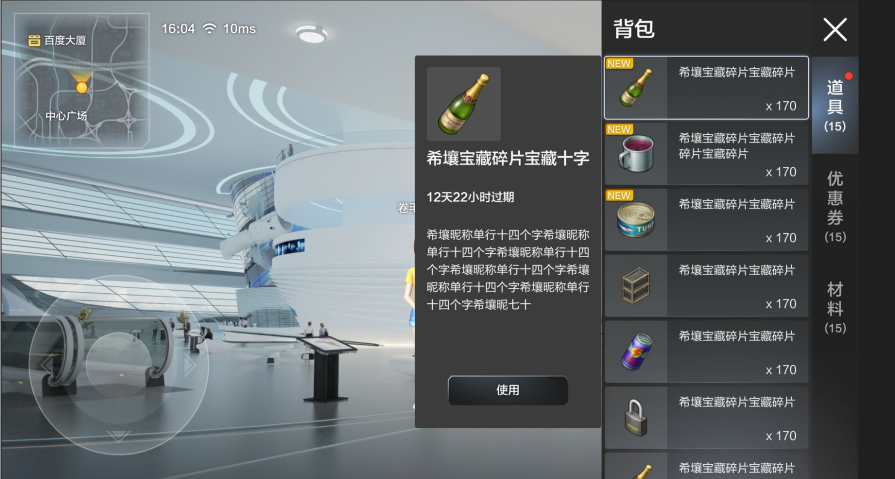 百度大厦
中心广场
16:04
10ms
希壤宝藏碎片宝藏十字
12天22小时过期
希壤昵称单行十四个字希壤昵称
单行十四个字希壤昵称单行十四
个字希壤昵称单行十四个字希壤
昵称单行十四个字希壤昵称单行
十四个字希壤昵七十
使用
背包
NEW
希壤宝藏碎片宝藏碎片
x 170
NEW
希壤宝藏碎片宝藏碎片
碎片宝藏碎片
x 170
NEW
希壤宝藏碎片宝藏碎片
x 170
希壤宝藏碎片宝藏碎片
x 170
希壤宝藏碎片宝藏碎片
x 170
希壤宝藏碎片宝藏碎片
x 170
希壤宝藏碎片宝藏碎片
道具
(15)
优惠券
(15)
材料
(15)